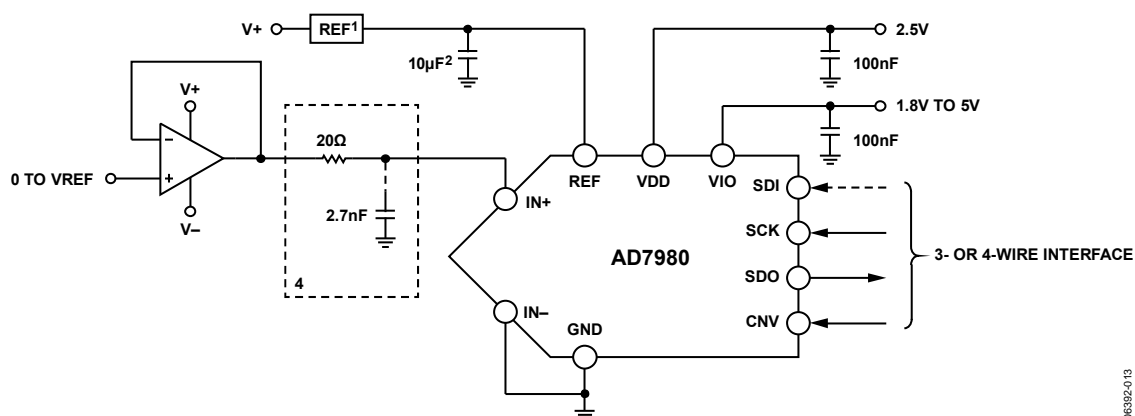 V+
REF1
10µF2
2.5V
100nF
1.8V TO 5V
100nF
V+
20Ω
−
+
0 TO VREF
V–
2.7nF
4
REF
VDD
VIO
IN+
SDI
SCK
AD7980
SDO
3- OR 4-WIRE INTERFACE
IN–
GND
CNV
06392-013